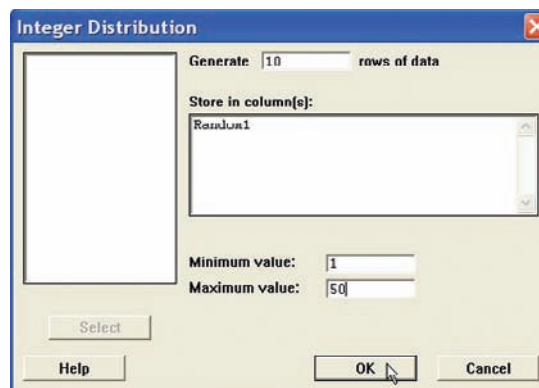 Integer Distribution
Generate 10 rows of data
Store in column(s):
Random1
Minimum value: 1
Maximum value: 50
Select
Help OK Cancel